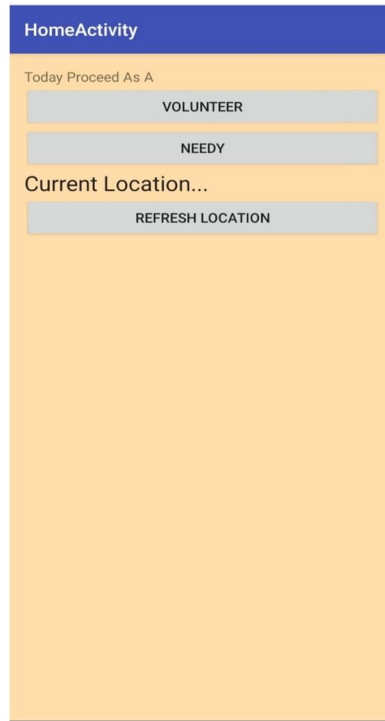 HomeActivity
Today Proceed As A
VOLUNTEER
NEEDY
Current Location...
REFRESH LOCATION